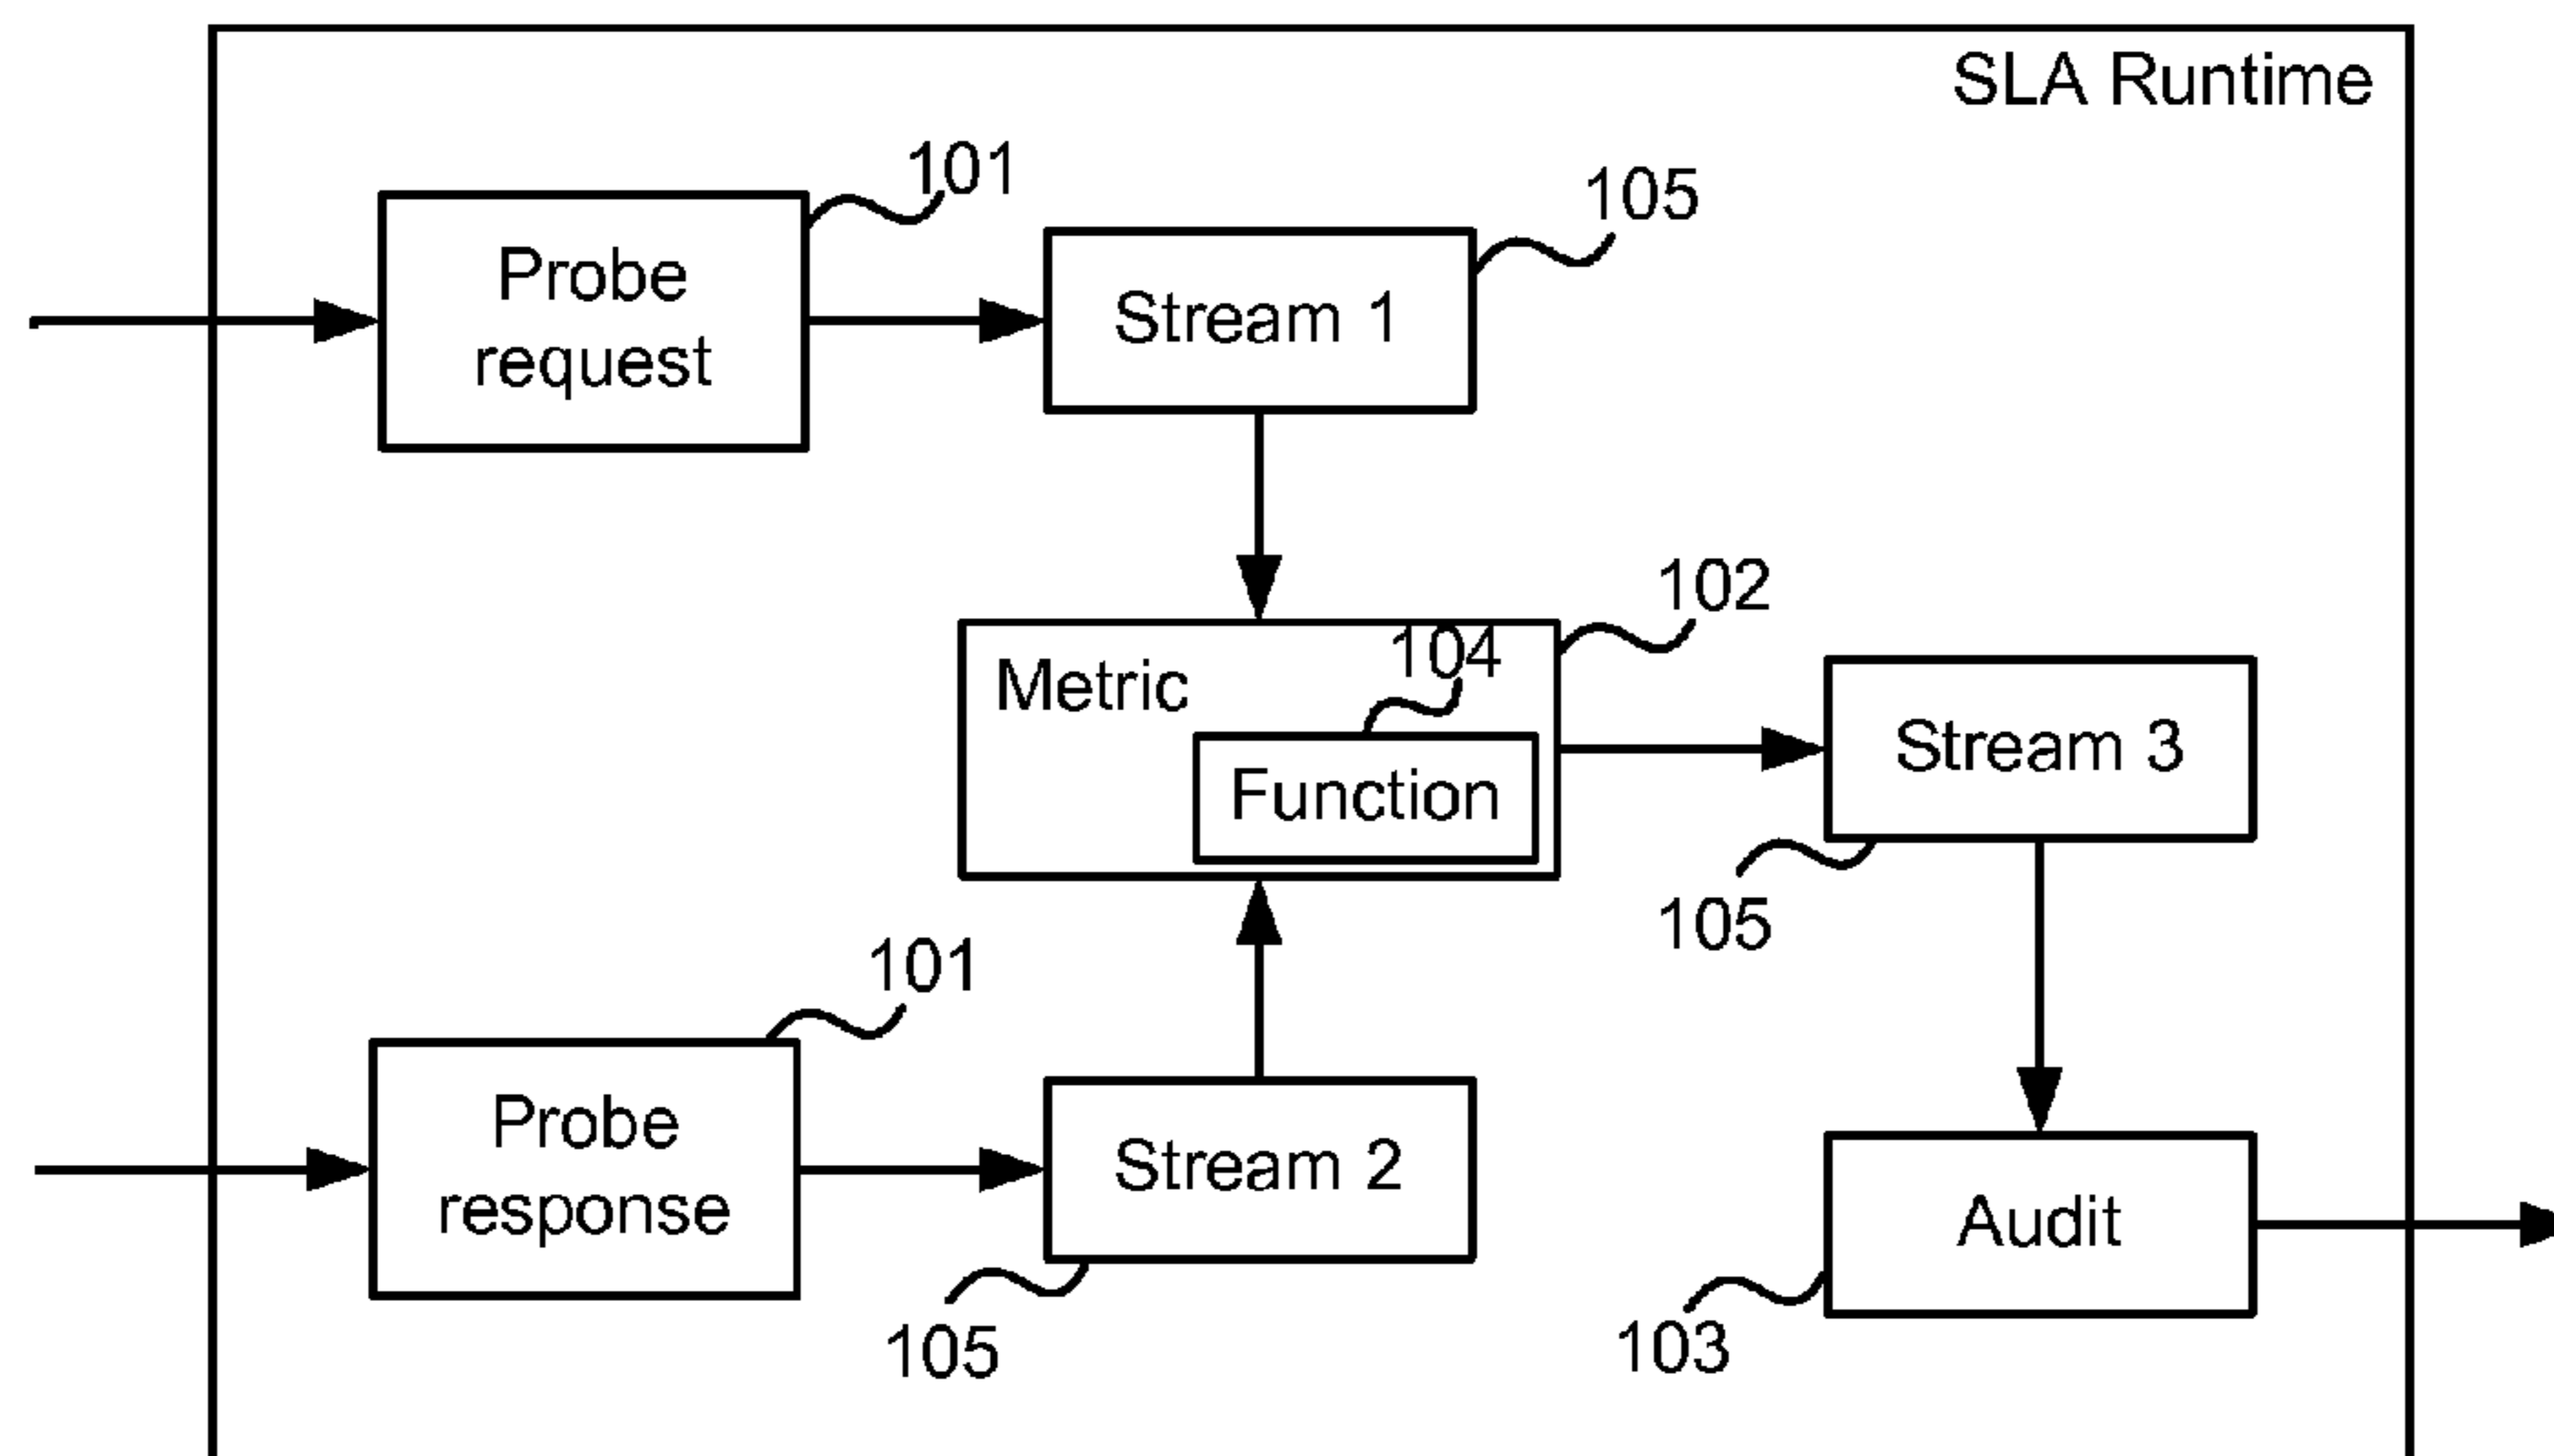 SLA Runtime
101
105
Probe
request
Stream 1
102
104
Metric
Stream 3
Function
105
101
Probe
response
Stream 2
Audit
105
103